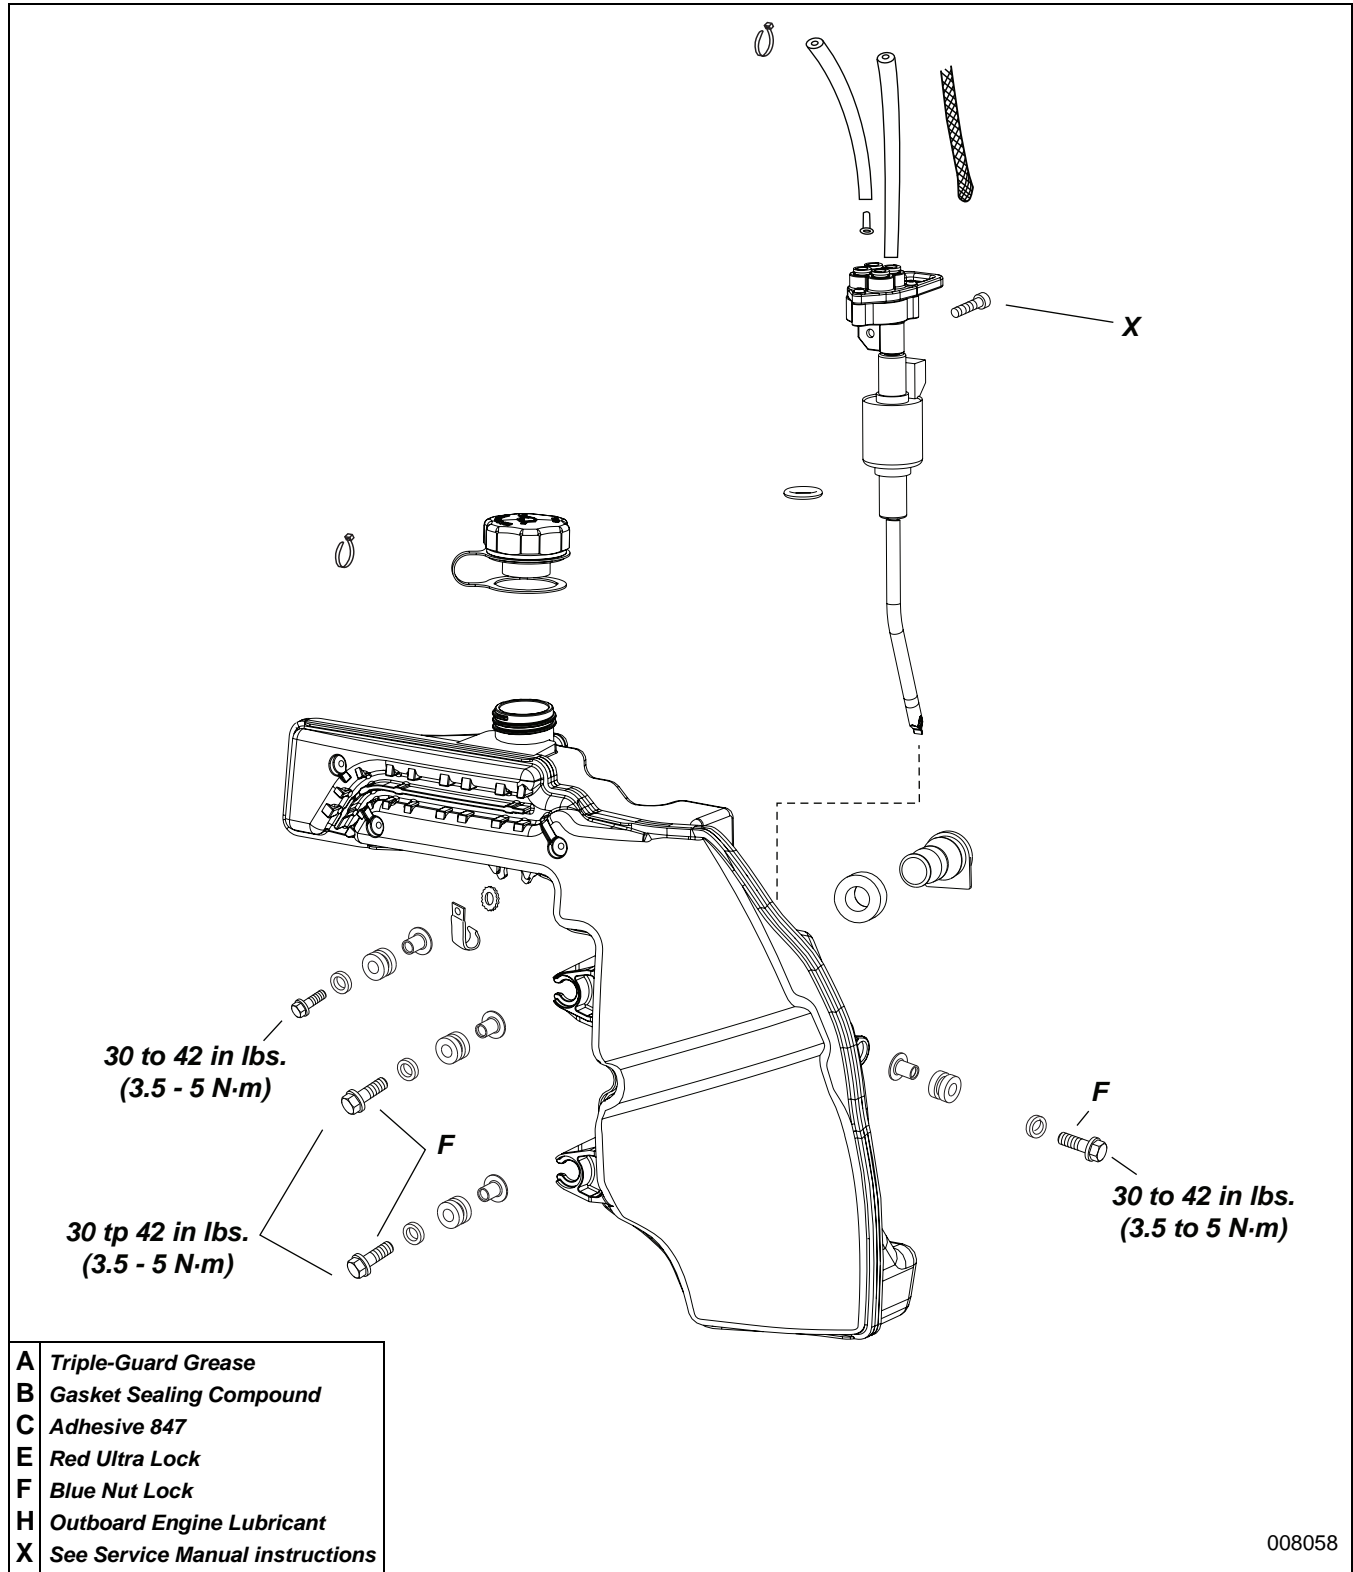 X
30 to 42 in lbs.
(3.5 - 5 N·m)
F
F
30 tp 42 in lbs.
(3.5 - 5 N·m)
30 to 42 in lbs.
(3.5 to 5 N·m)
A Triple-Guard Grease
B Gasket Sealing Compound
C Adhesive 847
E Red Ultra Lock
F Blue Nut Lock
H Outboard Engine Lubricant
X See Service Manual instructions
008058